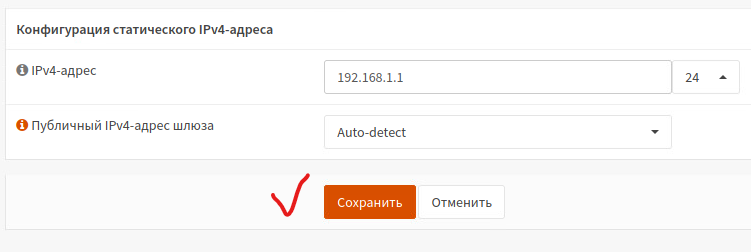 Конфигурация статического IPv4-адреса
IPv4-адрес 192.168.1.1 24
Публичный IPv4-адрес шлюза Auto-detect
Сохранить Отменить